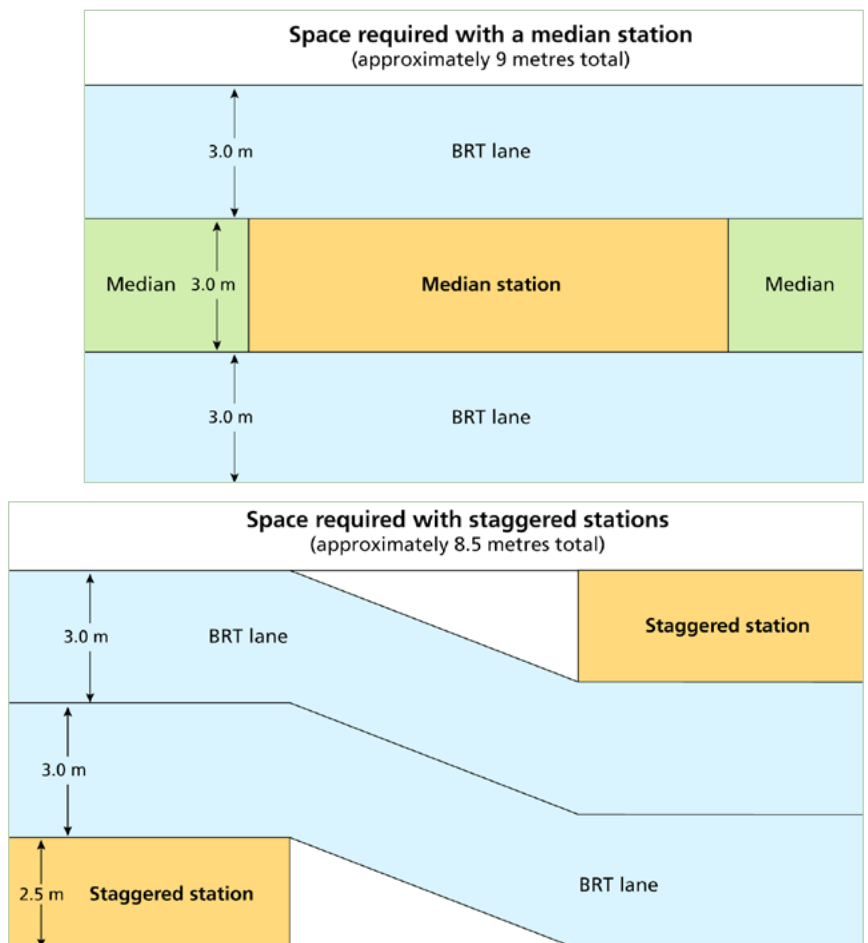 Space required with a median station
(approximately 9 metres total)
3.0 m
BRT lane
Median
3.0 m
Median station
Median
3.0 m
BRT lane
Space required with staggered stations
(approximately 8.5 metres total)
3.0 m
BRT lane
Staggered station
3.0 m
2.5 m
Staggered station
BRT lane